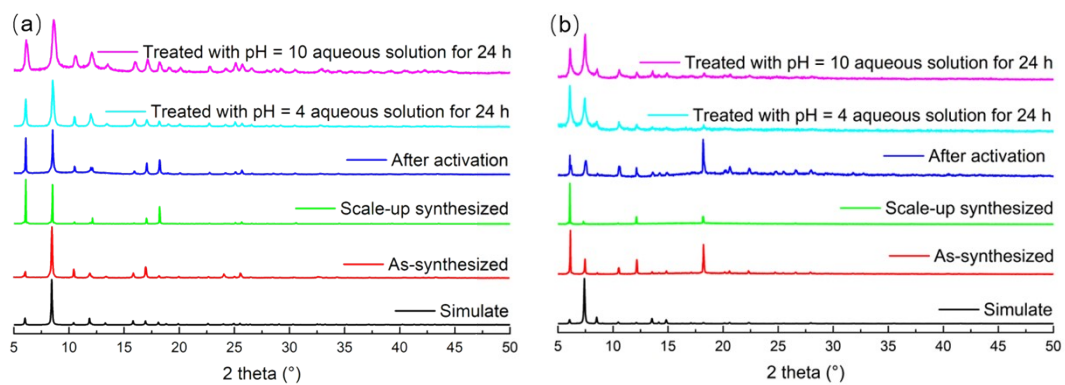 (a)
Treated with pH = 10 aqueous solution for 24 h
Treated with pH = 4 aqueous solution for 24 h
After activation
Scale-up synthesized
As-synthesized
Simulate
5 10 15 20 25 30 35 40 45 50
2 theta (°)
(b)
Treated with pH = 10 aqueous solution for 24 h
Treated with pH = 4 aqueous solution for 24 h
After activation
Scale-up synthesized
As-synthesized
Simulate
5 10 15 20 25 30 35 40 45 50
2 theta (°)